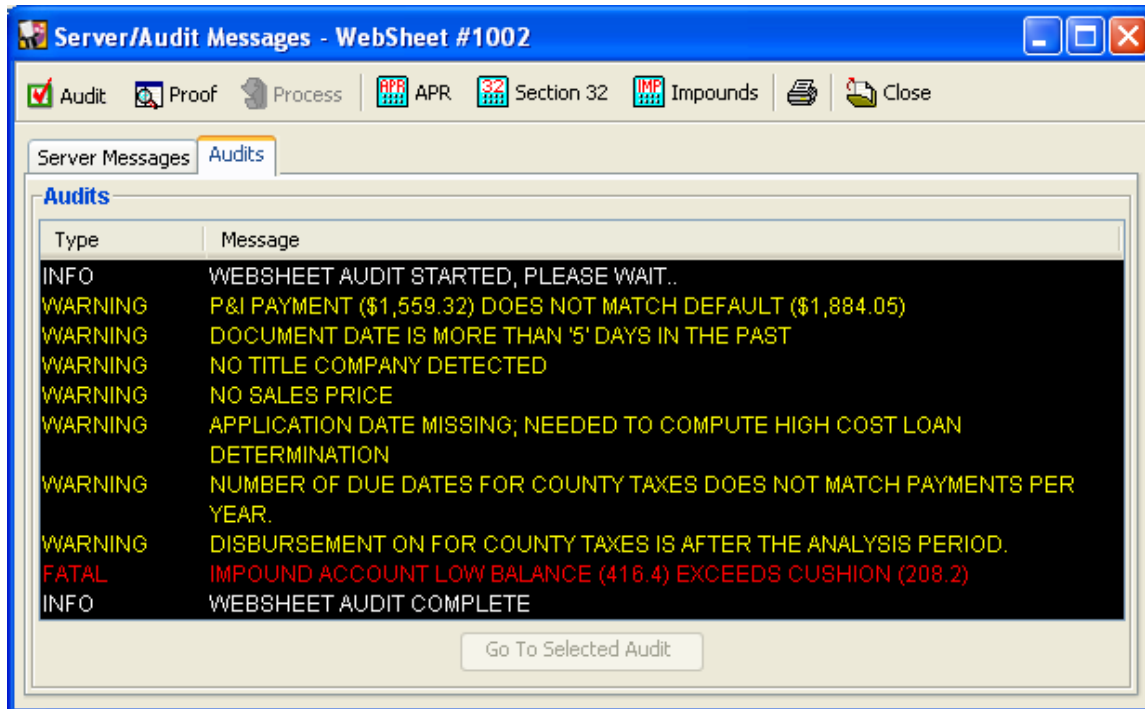 Server/Audit Messages - WebSheet #1002
Audit Proof Process APR APR 32 Section 32 IMP Impounds Close
Server Messages Audits
Audits
Type Message
INFO WEBSHEET AUDIT STARTED, PLEASE WAIT..
WARNING P&I PAYMENT ($1,559.32) DOES NOT MATCH DEFAULT ($1,884.05)
WARNING DOCUMENT DATE IS MORE THAN '5' DAYS IN THE PAST
WARNING NO TITLE COMPANY DETECTED
WARNING NO SALES PRICE
WARNING APPLICATION DATE MISSING; NEEDED TO COMPUTE HIGH COST LOAN
DETERMINATION
WARNING NUMBER OF DUE DATES FOR COUNTY TAXES DOES NOT MATCH PAYMENTS PER
YEAR.
WARNING DISBURSEMENT ON FOR COUNTY TAXES IS AFTER THE ANALYSIS PERIOD.
FATAL IMPOUND ACCOUNT LOW BALANCE (416.4) EXCEEDS CUSHION (208.2)
INFO WEBSHEET AUDIT COMPLETE
Go To Selected Audit